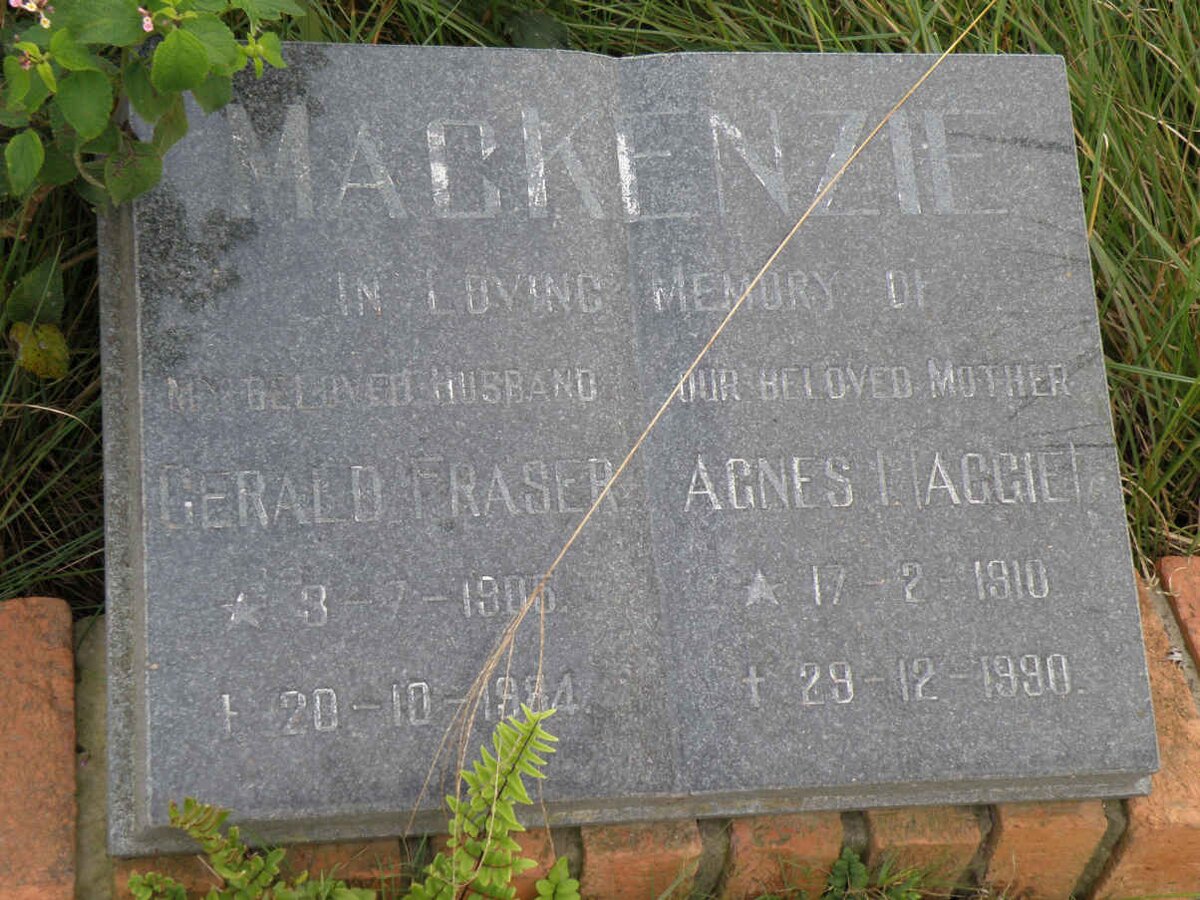 MACKENZIE
IN LOVING MEMORY OF
MY BELOVED HUSBAND
GERALD FRASER
★ 3-7-1905.
† 20-10-1984
OUR BELOVED MOTHER
AGNES I. (AGGIE)
★ 17-2-1910
† 29-12-1990.